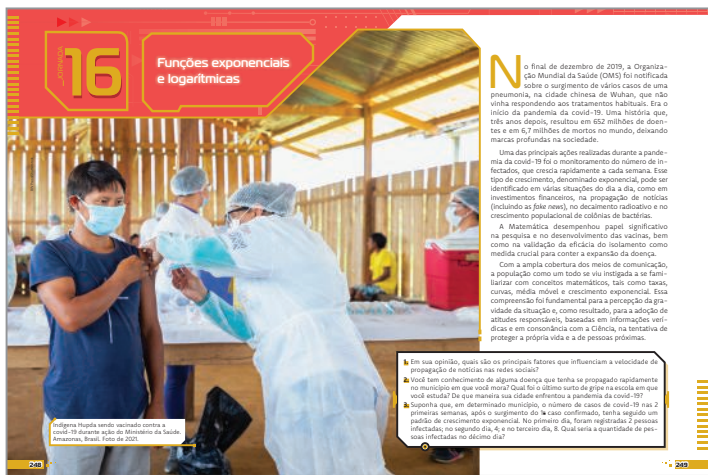 CAPÍTULO
16
Funções exponenciais
e logarítmicas
No final de dezembro de 2019, a Organiza-
ção Mundial da Saúde (OMS) foi notificada
sobre o surgimento de vários casos de uma
pneumonia, na cidade chinesa de Wuhan, que não
vinha respondendo aos tratamentos habituais. Era o
início da pandemia da covid-19. Uma história que,
três anos depois, resultou em 652 milhões de doen-
tes e em 6,7 milhões de mortos no mundo, deixando
marcas profundas na sociedade.
Uma das principais ações realizadas durante a pande-
mia da covid-19 foi o monitoramento do número de in-
fectados, que crescia rapidamente a cada semana. Esse
tipo de crescimento, denominado exponencial, pode ser
identificado em várias situações do dia a dia, como em
investimentos financeiros, na propagação de notícias
(incluindo as fake news), no decaimento radioativo e no
crescimento populacional de colônias de bactérias.
A Matemática desempenhou papel significativo
na pesquisa e no desenvolvimento das vacinas, bem
como na validação da eficácia do isolamento como
medida crucial para conter a expansão da doença.
Com a ampla cobertura dos meios de comunicação,
a população como um todo se viu instigada a se fami-
liarizar com conceitos matemáticos, tais como taxas,
curvas, média móvel e crescimento exponencial. Essa
compreensão foi fundamental para a percepção da gra-
vidade da situação e, como resultado, para a adoção de
atitudes responsáveis, baseadas em informações verí-
dicas e em consonância com a Ciência, na tentativa de
proteger a própria vida e a de pessoas próximas.
1. Em sua opinião, quais são os principais fatores que influenciam a velocidade de
propagação de notícias nas redes sociais?
2. Você tem conhecimento de alguma doença que tenha se propagado rapidamente
no município em que você mora? Qual foi o último surto de gripe na escola em que
você estuda? De que maneira sua cidade enfrentou a pandemia da covid-19?
3. Suponha que, em determinado município, o número de casos de covid-19 nas 2
primeiras semanas, após o surgimento do 1º caso confirmado, tenha seguido um
padrão de crescimento exponencial. No primeiro dia, foram registradas 2 pessoas
infectadas; no segundo dia, 4; e no terceiro dia, 8. Qual seria a quantidade de pes-
soas infectadas no décimo dia?
Indígena Hupda sendo vacinado contra a
covid-19 durante ação do Ministério da Saúde.
Amazonas, Brasil. Foto de 2021.
248
249